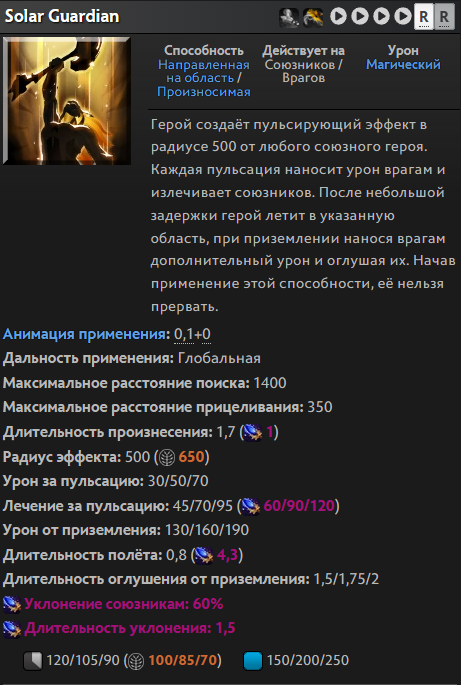 Solar Guardian
R R
Способность
Направленная
на область /
Произносимая
Действует на
Союзников /
Врагов
Урон
Магический
Герой создаёт пульсирующий эффект в
радиусе 500 от любого союзного героя.
Каждая пульсация наносит урон врагам и
излечивает союзников. После небольшой
задержки герой летит в указанную
область, при приземлении нанося врагам
дополнительный урон и оглушая их. Начав
применение этой способности, её нельзя
прервать.
Анимация применения: 0,1+0
Дальность применения: Глобальная
Максимальное расстояние поиска: 1400
Максимальное расстояние прицеливания: 350
Длительность произнесения: 1,7 (1)
Радиус эффекта: 500 (650)
Урон за пульсацию: 30/50/70
Лечение за пульсацию: 45/70/95 (60/90/120)
Урон от приземления: 130/160/190
Длительность полёта: 0,8 (4,3)
Длительность оглушения от приземления: 1,5/1,75/2
Уклонение союзникам: 60%
Длительность уклонения: 1,5
120/105/90 (100/85/70) 150/200/250